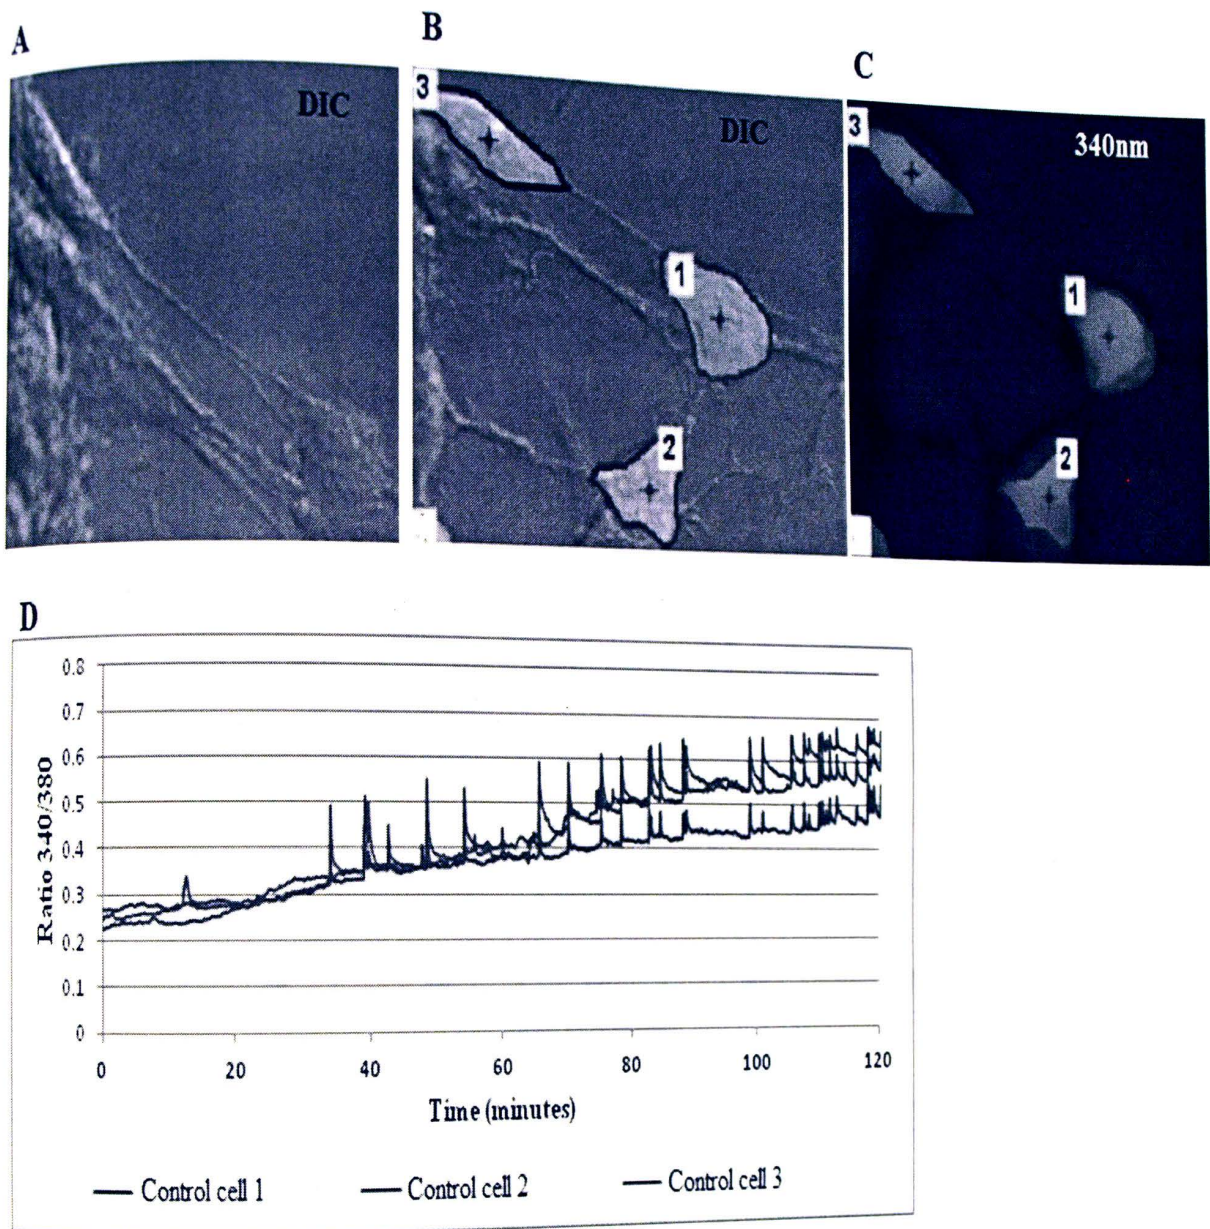 A
B
C
DIC
3
DIC
1
2
3
340nm
1
2
D
0.8
0.7
0.6
0.5
0.4
0.3
0.2
0.1
0
Ratio 340/380
0
20
40
60
80
100
120
Time (minutes)
Control cell 1
Control cell 2
Control cell 3